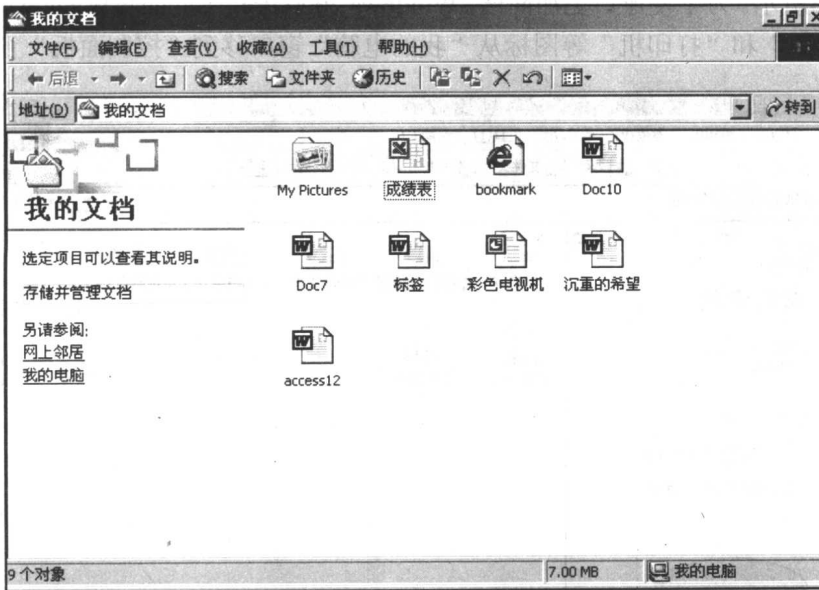 我的文档
文件(F) 编辑(E) 查看(V) 收藏(A) 工具(T) 帮助(H)
后退 搜索 文件夹 历史
地址(D) 我的文档 转到
My Pictures 成绩表 bookmark Doc10
我的文档
选定项目可以查看其说明。
Doc7 标签 彩色电视机 沉重的希望
存储并管理文档
另请参阅:
网上邻居
我的电脑
access12
9 个对象 7.00 MB 我的电脑